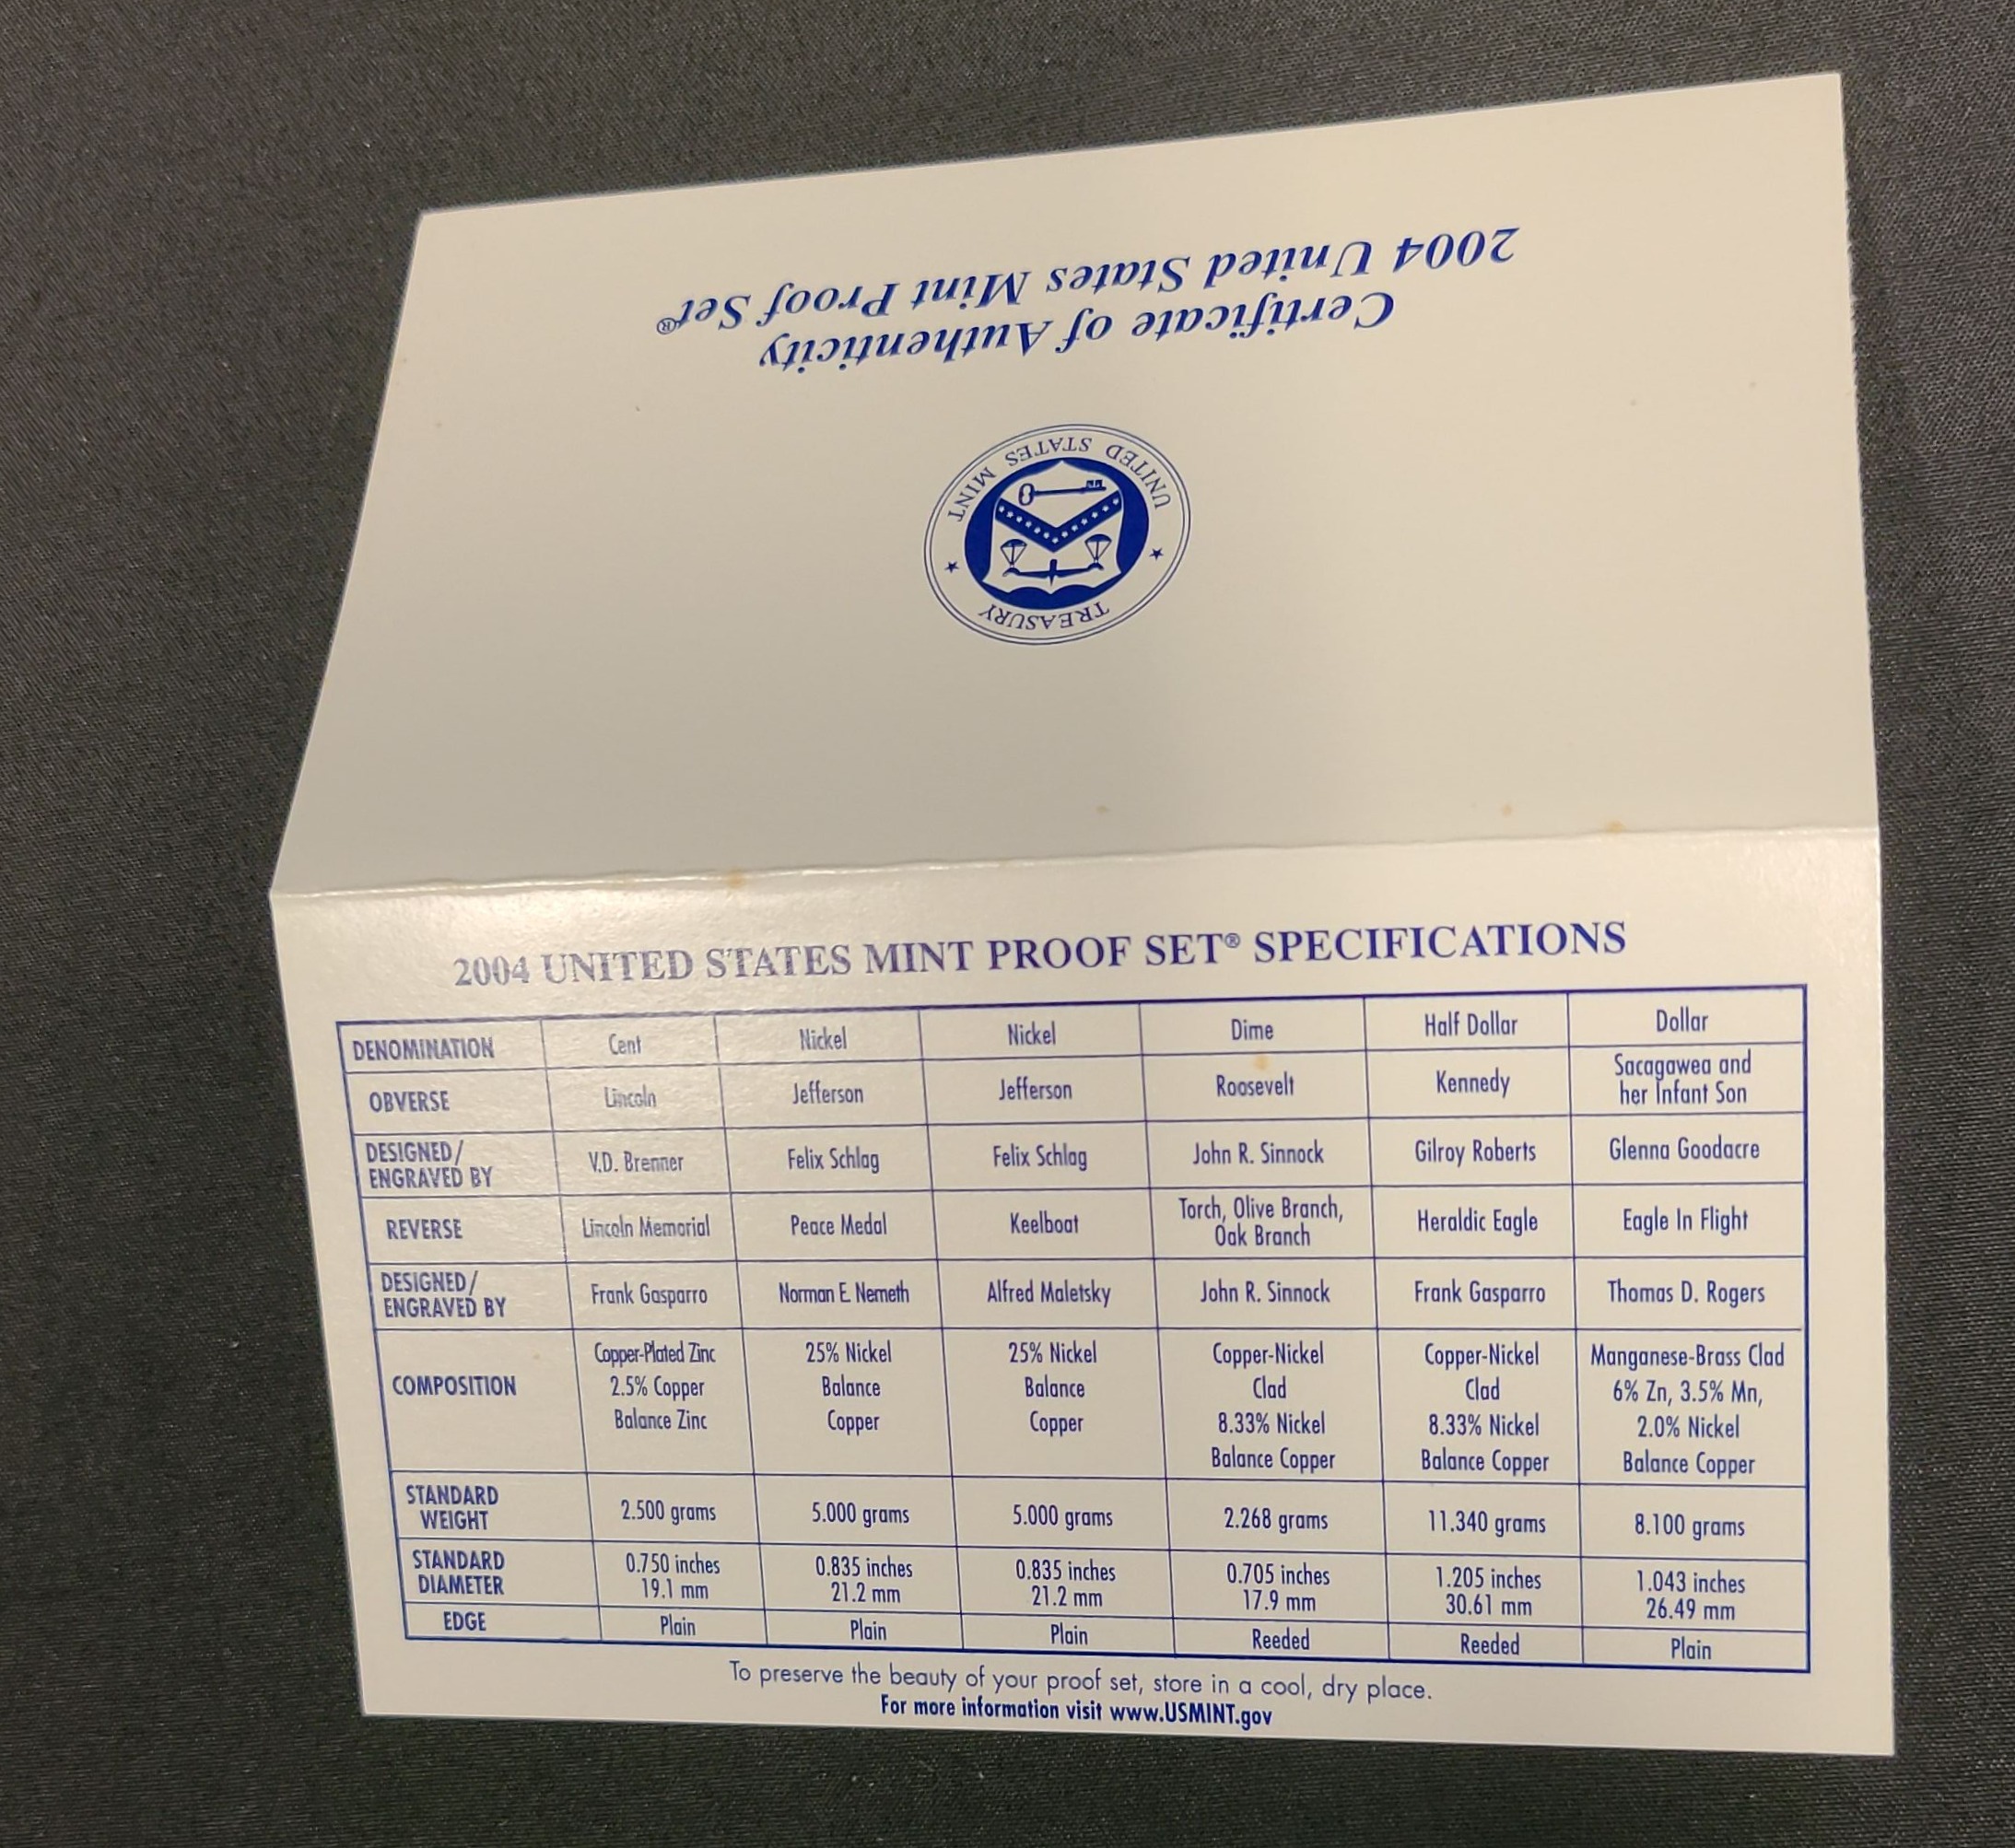 2004 United States Mint Proof Set®
Certificate of Authenticity
UNITED STATES MINT
TREASURY
2004 UNITED STATES MINT PROOF SET® SPECIFICATIONS
DENOMINATION Cent Nickel Nickel Dime Half Dollar Dollar
OBVERSE Lincoln Jefferson Jefferson Roosevelt Kennedy Sacagawea and
her Infant Son
DESIGNED/
ENGRAVED BY V.D. Brenner Felix Schlag Felix Schlag John R. Sinnock Gilroy Roberts Glenna Goodacre
REVERSE Lincoln Memorial Peace Medal Keelboat Torch, Olive Branch,
Oak Branch Heraldic Eagle Eagle In Flight
DESIGNED/
ENGRAVED BY Frank Gasparro Norman E. Nemeth Alfred Maletsky John R. Sinnock Frank Gasparro Thomas D. Rogers
COMPOSITION Copper-Plated Zinc 25% Nickel 25% Nickel Copper-Nickel Copper-Nickel Manganese-Brass Clad
2.5% Copper Balance Balance Clad Clad 6% Zn, 3.5% Mn,
Balance Zinc Copper Copper 8.33% Nickel 8.33% Nickel 2.0% Nickel
Balance Copper Balance Copper Balance Copper
STANDARD
WEIGHT 2.500 grams 5.000 grams 5.000 grams 2.268 grams 11.340 grams 8.100 grams
STANDARD 0.750 inches 0.835 inches 0.835 inches 0.705 inches 1.205 inches 1.043 inches
DIAMETER 19.1 mm 21.2 mm 21.2 mm 17.9 mm 30.61 mm 26.49 mm
EDGE Plain Plain Plain Reeded Reeded Plain
To preserve the beauty of your proof set, store in a cool, dry place.
For more information visit www.USMINT.gov